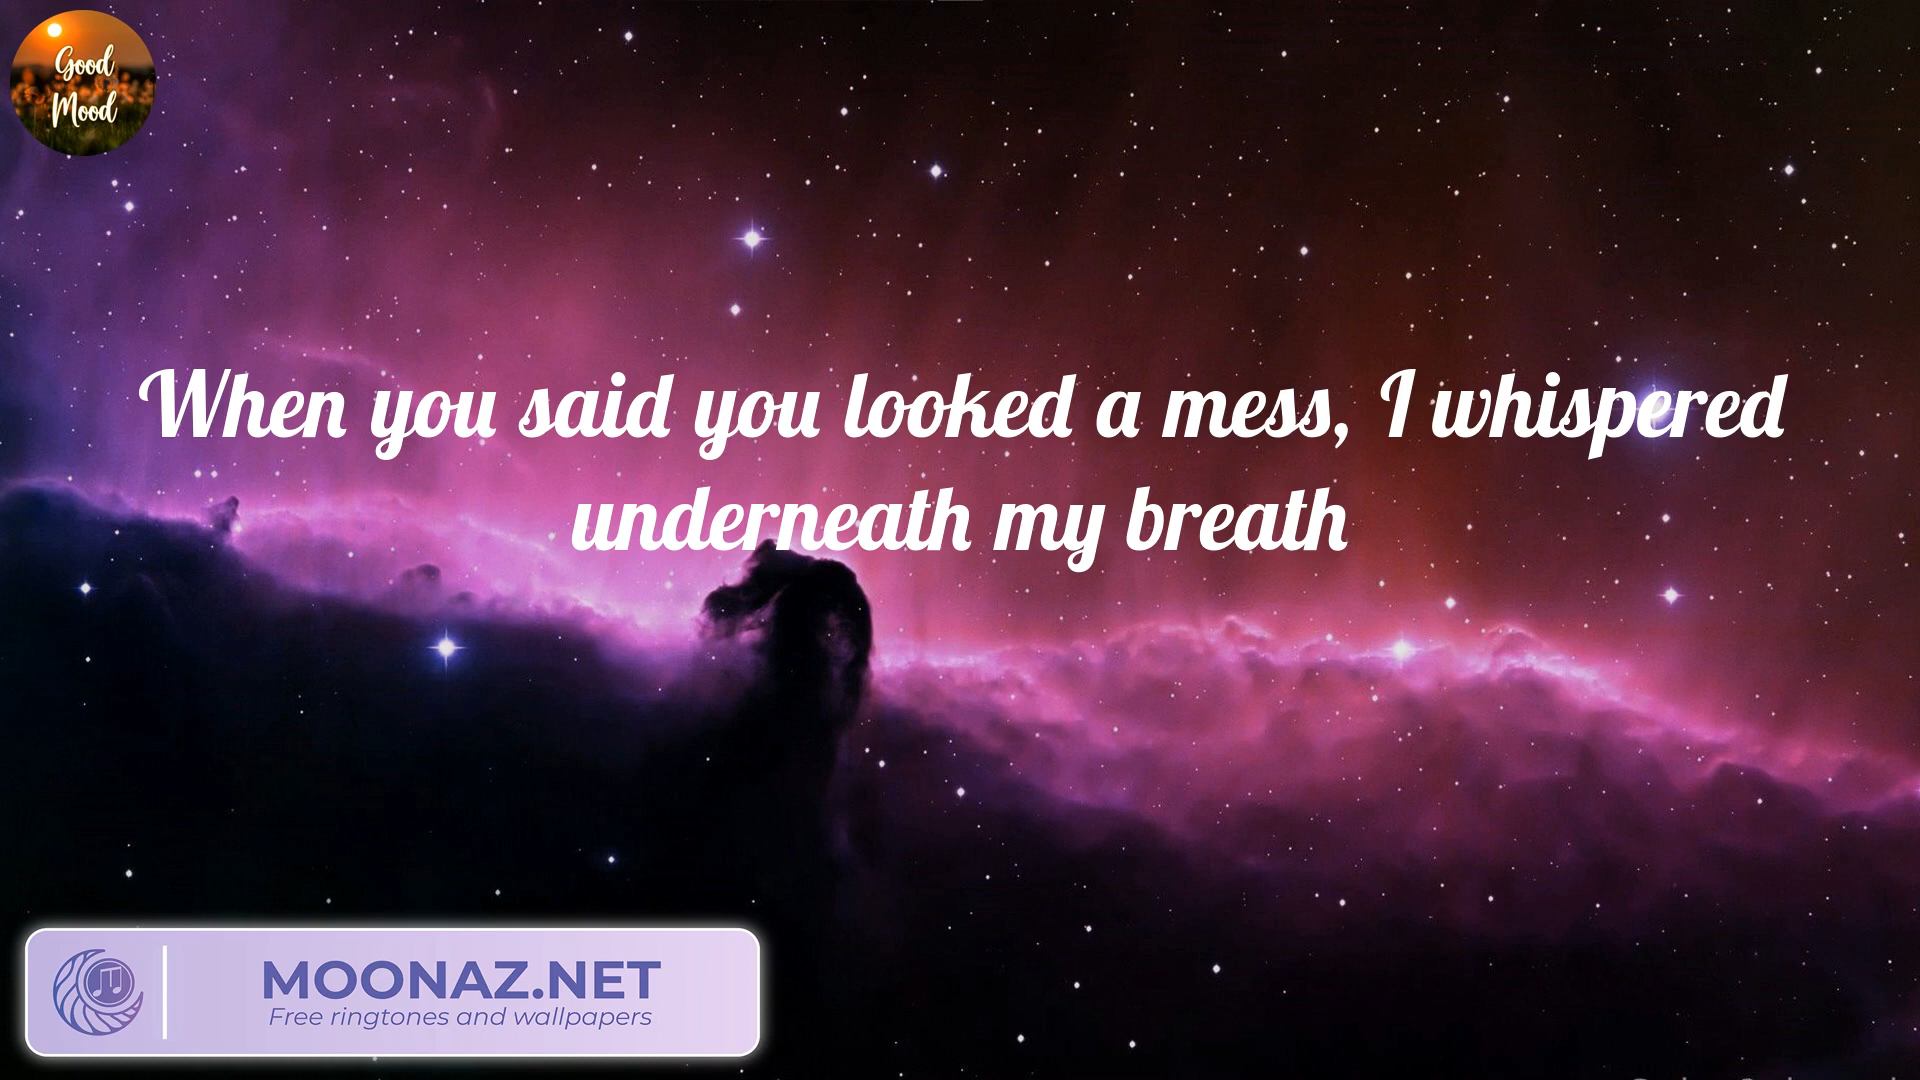 Good
Mood
When you said you looked a mess, I whispered
underneath my breath
MOONAZ.NET
Free ringtones and wallpapers